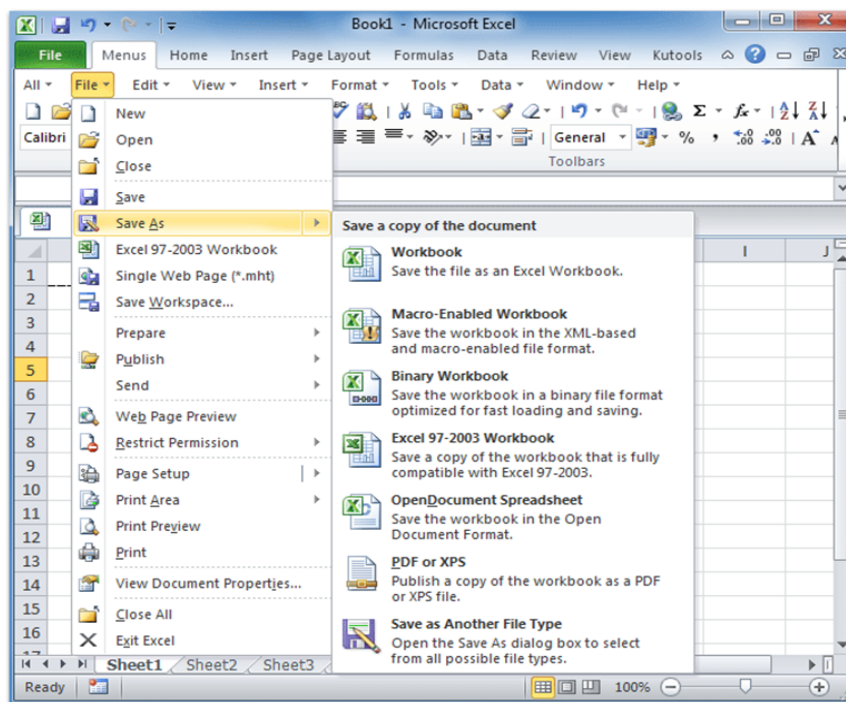 Book1 - Microsoft Excel
File Menus Home Insert Page Layout Formulas Data Review View Kutools
All File Edit View Insert Format Tools Data Window Help
Calibri General % ,
Toolbars
New
Open
Close
Save
Save As
Excel 97-2003 Workbook
Single Web Page (*.mht)
Save Workspace...
Prepare
Publish
Send
Web Page Preview
Restrict Permission
Page Setup
Print Area
Print Preview
Print
View Document Properties...
Close All
Exit Excel
Save a copy of the document
Workbook
Save the file as an Excel Workbook.
Macro-Enabled Workbook
Save the workbook in the XML-based
and macro-enabled file format.
Binary Workbook
Save the workbook in a binary file format
optimized for fast loading and saving.
Excel 97-2003 Workbook
Save a copy of the workbook that is fully
compatible with Excel 97-2003.
OpenDocument Spreadsheet
Save the workbook in the Open
Document Format.
PDF or XPS
Publish a copy of the workbook as a PDF
or XPS file.
Save as Another File Type
Open the Save As dialog box to select
from all possible file types.
I J
1
2
3
4
5
6
7
8
9
10
11
12
13
14
15
16
Sheet1 Sheet2 Sheet3
Ready 100%